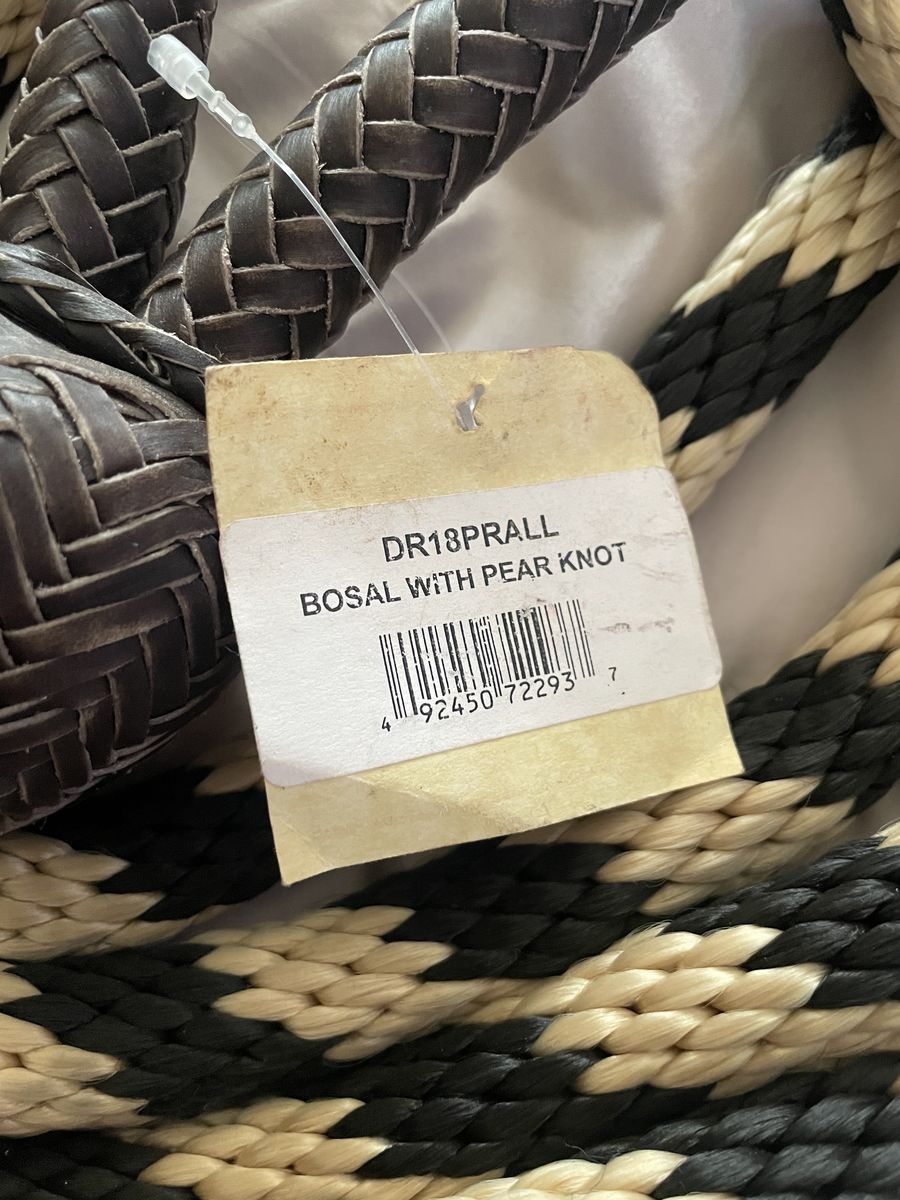 DR18PRALL
BOSAL WITH PEAR KNOT
4 92450 72293 7